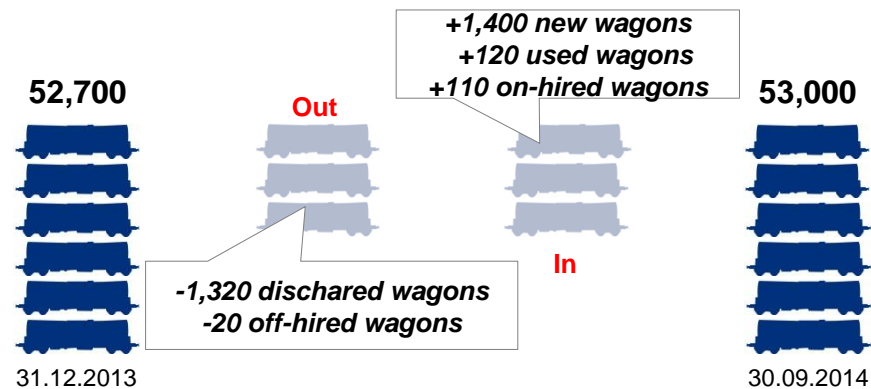 +1,400 new wagons
+120 used wagons
+110 on-hired wagons
52,700
Out
53,000
-1,320 dischared wagons
-20 off-hired wagons
In
31.12.2013
30.09.2014